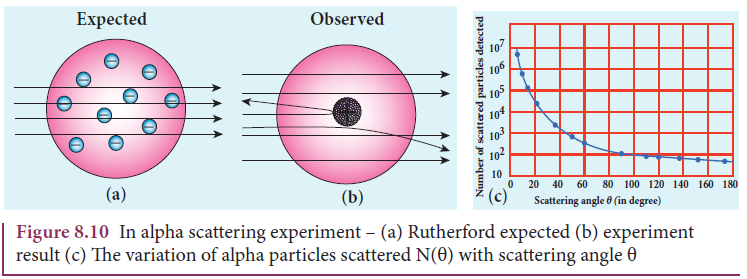 Expected
Observed
(a)
(b)
(c)
Number of scattered particles detected
10⁷
10⁶
10⁵
10⁴
10³
10²
10
0 20 40 60 80 100 120 140 160 180
Scattering angle θ (in degree)
Figure 8.10 In alpha scattering experiment – (a) Rutherford expected (b) experiment
result (c) The variation of alpha particles scattered N(θ) with scattering angle θ